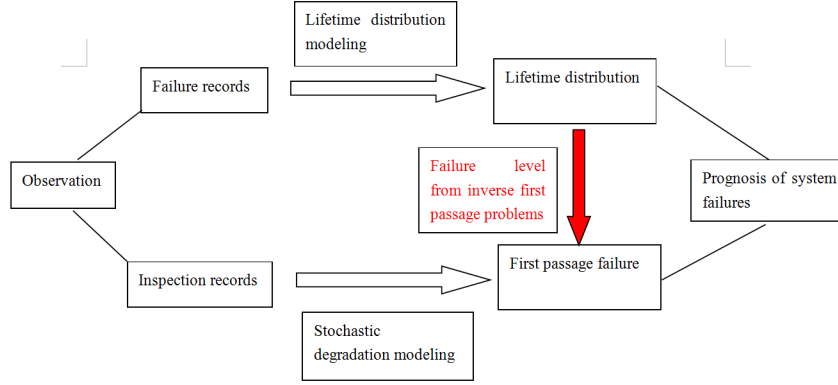 Lifetime distribution
modeling
Failure records
Lifetime distribution
Observation
Failure level
from inverse first
passage problems
Prognosis of system
failures
Inspection records
First passage failure
Stochastic
degradation modeling